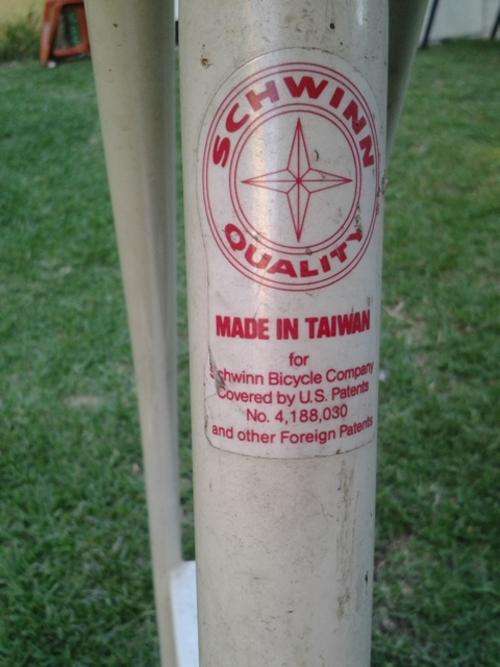 SCHWINN
QUALITY
MADE IN TAIWAN
for
Schwinn Bicycle Company
Covered by U.S. Patents
No. 4,188,030
and other Foreign Patents